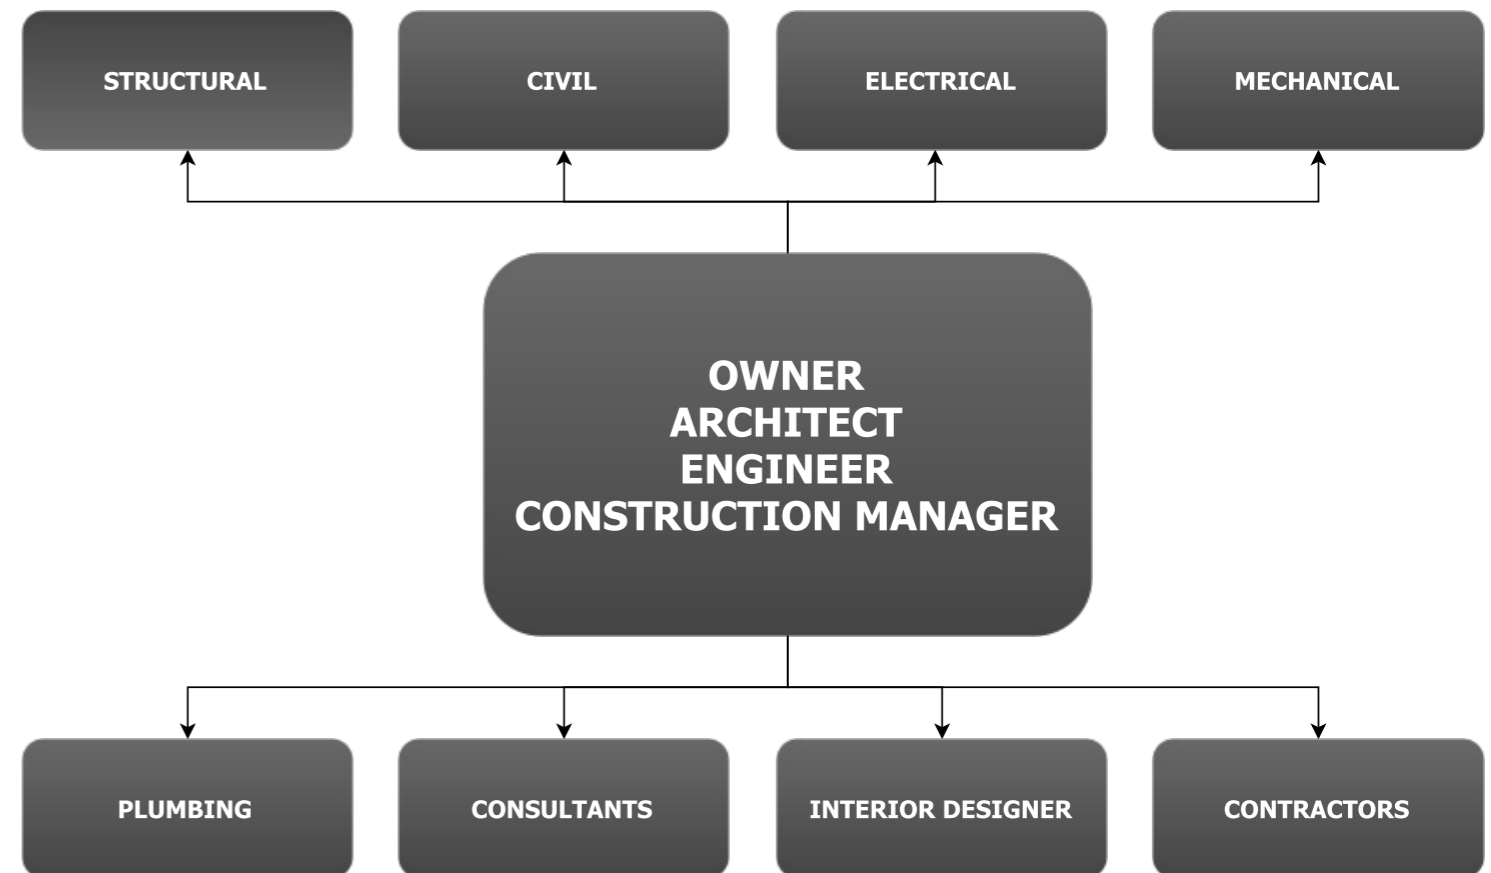 STRUCTURAL
CIVIL
ELECTRICAL
MECHANICAL
OWNER
ARCHITECT
ENGINEER
CONSTRUCTION MANAGER
PLUMBING
CONSULTANTS
INTERIOR DESIGNER
CONTRACTORS